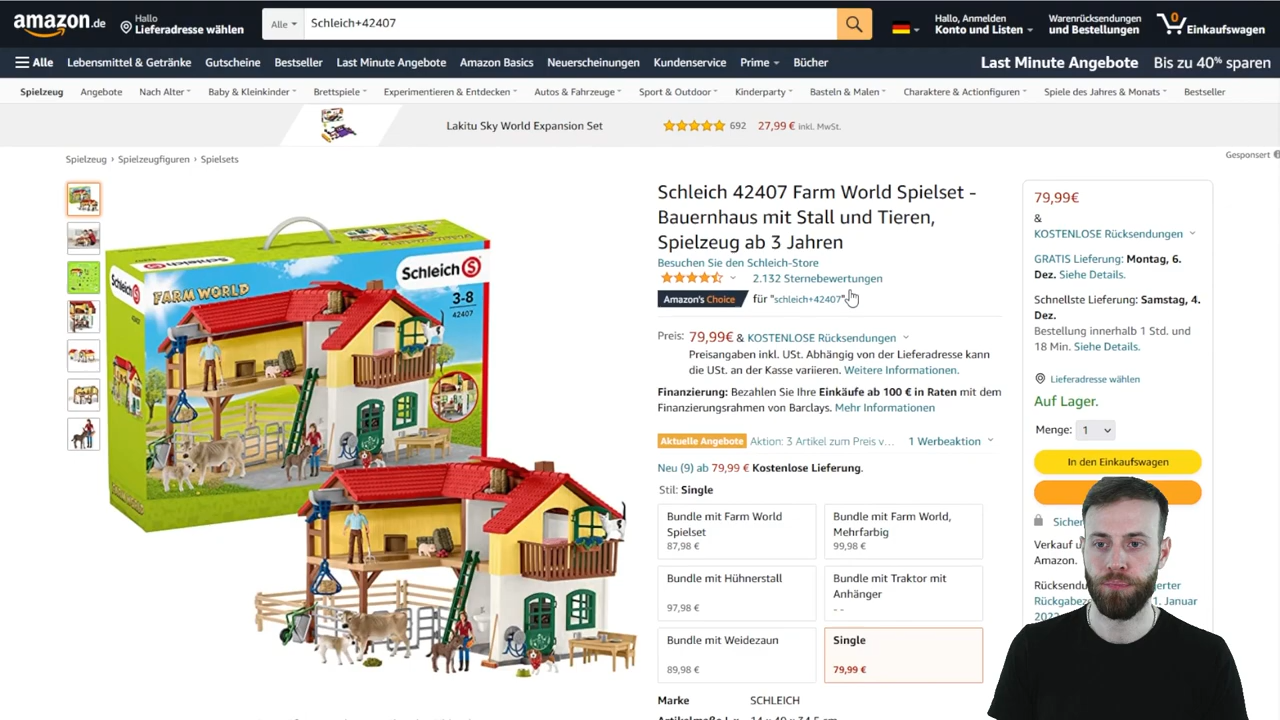 amazon.de
Hallo
Lieferadresse wählen
Alle
Schleich+42407
Hallo, Anmelden
Konto und Listen
Warenrücksendungen
und Bestellungen
0
Einkaufswagen
Alle
Lebensmittel & Getränke
Gutscheine
Bestseller
Last Minute Angebote
Amazon Basics
Neuerscheinungen
Kundenservice
Prime
Bücher
Last Minute Angebote Bis zu 40% sparen
Spielzeug
Angebote
Nach Alter
Baby & Kleinkinder
Brettspiele
Experimentieren & Entdecken
Autos & Fahrzeuge
Sport & Outdoor
Kinderparty
Basteln & Malen
Charaktere & Actionfiguren
Spiele des Jahres & Monats
Bestseller
Lakitu Sky World Expansion Set
692
27,99 € inkl. MwSt.
Gesponsert
Spielzeug › Spielzeugfiguren › Spielsets
Schleich
Schleich
FARM WORLD
3-8
42407
Schleich 42407 Farm World Spielset -
Bauernhaus mit Stall und Tieren,
Spielzeug ab 3 Jahren
Besuchen Sie den Schleich-Store
2.132 Sternebewertungen
Amazon's Choice für "schleich+42407"
Preis: 79,99€ & KOSTENLOSE Rücksendungen
Preisangaben inkl. USt. Abhängig von der Lieferadresse kann
die USt. an der Kasse variieren. Weitere Informationen.
Finanzierung: Bezahlen Sie Ihre Einkäufe ab 100 € in Raten mit dem
Finanzierungsrahmen von Barclays. Mehr Informationen
Aktuelle Angebote Aktion: 3 Artikel zum Preis v... 1 Werbeaktion
Neu (9) ab 79,99 € Kostenlose Lieferung.
Stil: Single
Bundle mit Farm World
Spielset
87,98 €
Bundle mit Farm World,
Mehrfarbig
99,98 €
Bundle mit Hühnerstall
97,98 €
Bundle mit Traktor mit
Anhänger
- -
Bundle mit Weidezaun
89,98 €
Single
79,99 €
Marke SCHLEICH
79,99€
&
KOSTENLOSE Rücksendungen
GRATIS Lieferung: Montag, 6.
Dez. Siehe Details.
Schnellste Lieferung: Samstag, 4.
Dez.
Bestellung innerhalb 1 Std. und
18 Min. Siehe Details.
Lieferadresse wählen
Auf Lager.
Menge: 1
In den Einkaufswagen
Verkauf
Amazon.
1. Januar